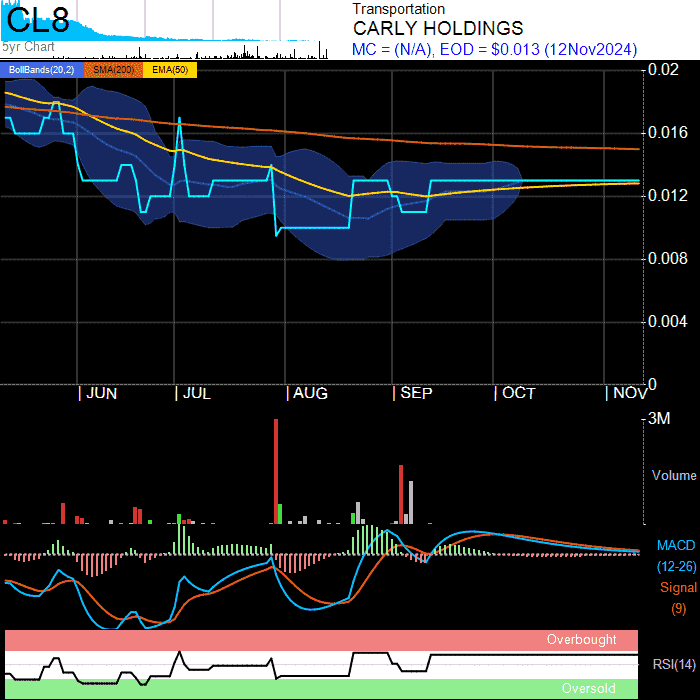 CL8
5yr Chart
Transportation
CARLY HOLDINGS
MC = (N/A), EOD = $0.013 (12Nov2024)
BollBands(20,2) SMA(200) EMA(50)
0.02
0.016
0.012
0.008
0.004
0
| JUN | JUL | AUG | SEP | OCT | NOV
3M
Volume
MACD
(12-26)
Signal
(9)
Overbought
RSI(14)
Oversold